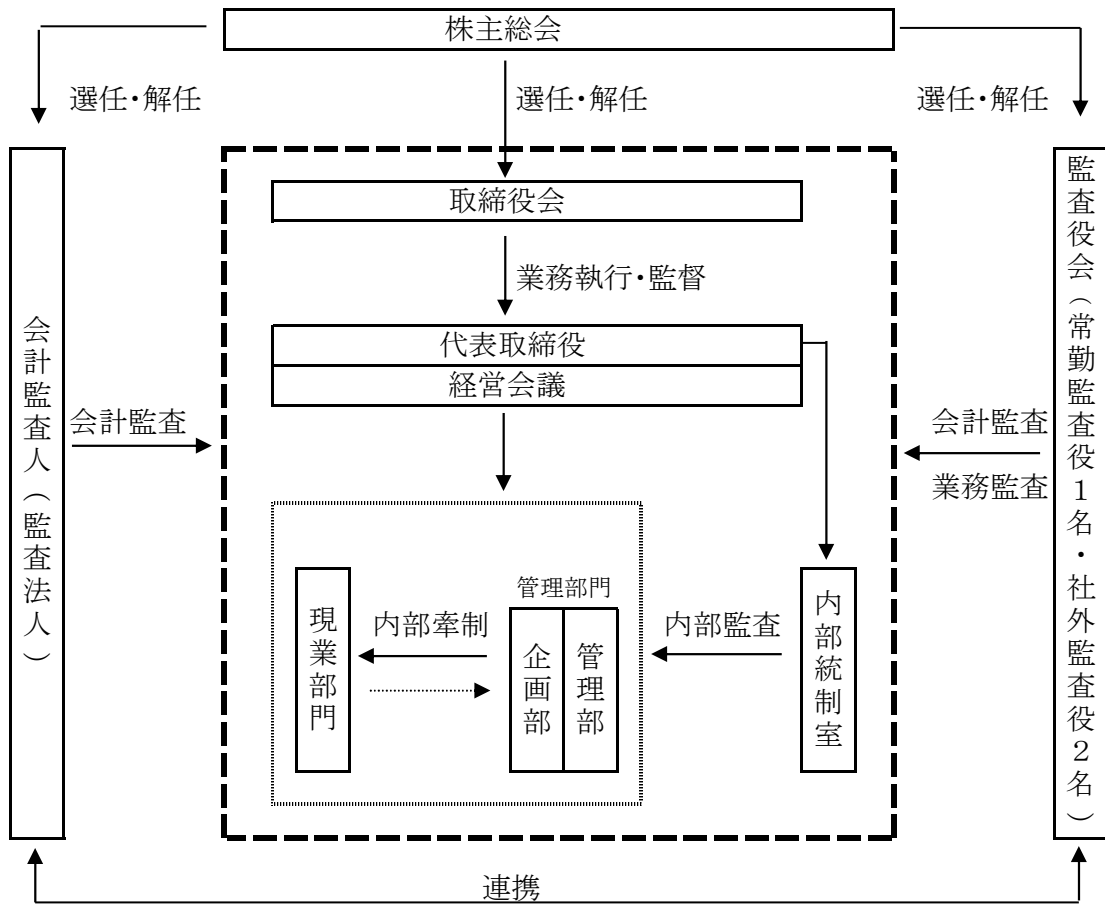 株主総会
選任・解任
選任・解任
選任・解任
取締役会
業務執行・監督
代表取締役
経営会議
会計監査人（監査法人）
会計監査
会計監査
業務監査
監査役会（常勤監査役１名・社外監査役２名）
管理部門
現業部門
内部牽制
企画部
管理部
内部監査
内部統制室
連携